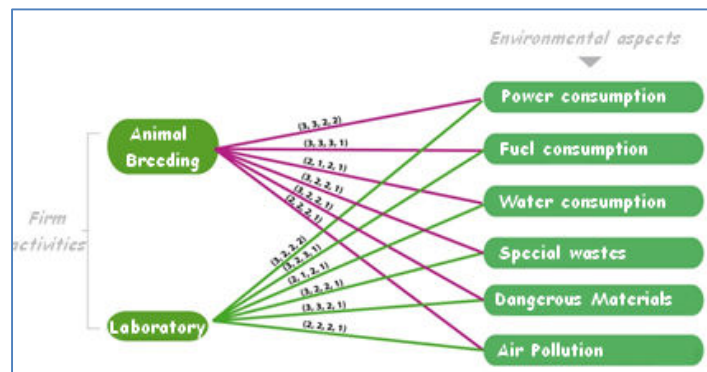 Environmental aspects
Power consumption
Animal
Breeding
(3, 3, 2, 2)
(3, 3, 3, 1)
Fuel consumption
(2, 1, 2, 1)
(3, 2, 2, 1)
(3, 2, 2, 1)
(2, 2, 2, 1)
Water consumption
Firm
activities
Special wastes
(3, 2, 2, 2)
(3, 2, 3, 1)
(2, 1, 2, 1)
(3, 2, 2, 1)
(3, 3, 2, 1)
(2, 2, 2, 1)
Dangerous Materials
Laboratory
Air Pollution